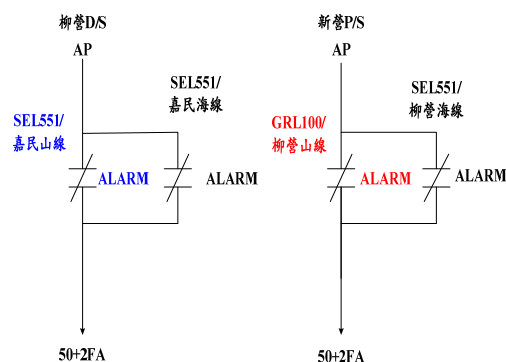 柳營D/S
AP
SEL551/
嘉民海線
SEL551/
嘉民山線
ALARM
ALARM
50+2FA
新營P/S
AP
SEL551/
柳營海線
GRL100/
柳營山線
ALARM
ALARM
50+2FA